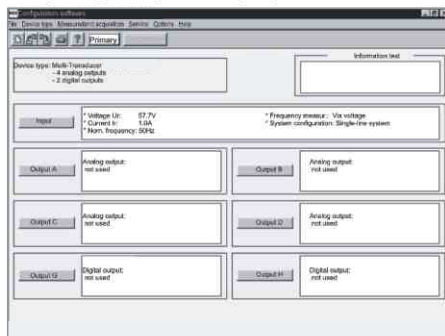 Configuration software
File Device type Measurand acquisition Service Options Help
Primary
Device type: Multi-Transducer
- 4 analog outputs
- 2 digital outputs
Information text
Input
* Voltage Ur: 57.7V
* Current Ir: 1.0A
* Nom. frequency: 50Hz
* Frequency measur.: Via voltage
* System configuration: Single-line system
Output A
Analog output:
not used
Output B
Analog output:
not used
Output C
Analog output:
not used
Output D
Analog output:
not used
Output G
Digital output:
not used
Output H
Digital output:
not used